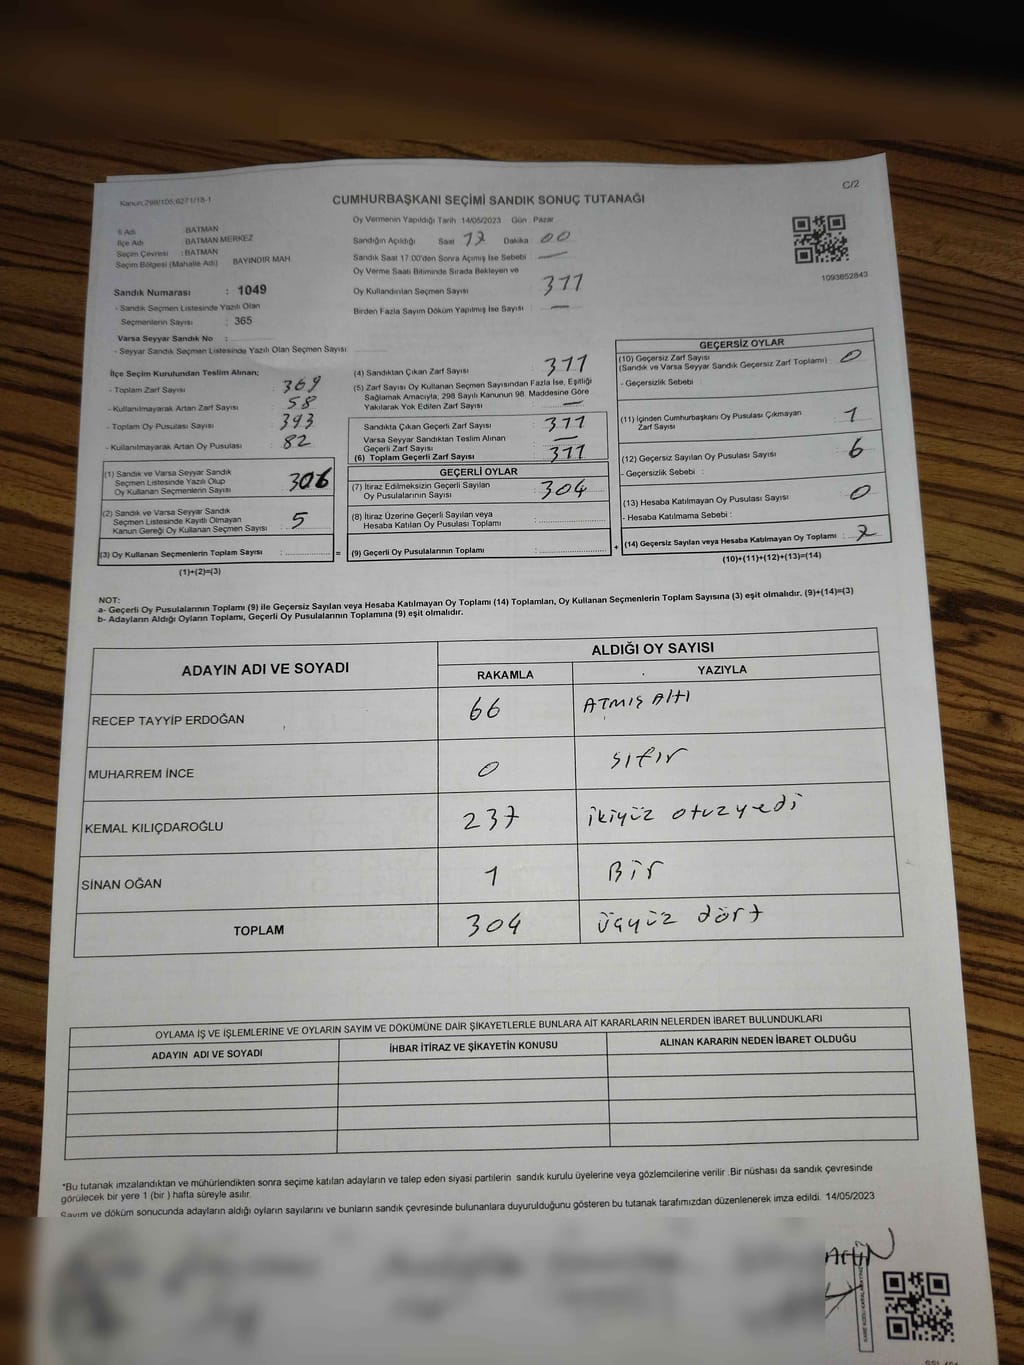 C/2
Kanun:298/105,6271/18-1
CUMHURBAŞKANI SEÇİMİ SANDIK SONUÇ TUTANAĞI
İl Adı : BATMAN
İlçe Adı : BATMAN MERKEZ
Seçim Çevresi : BATMAN
Seçim Bölgesi (Mahalle Adı) BAYINDIR MAH.
Sandık Numarası : 1049
- Sandık Seçmen Listesinde Yazılı Olan
Seçmenlerin Sayısı : 365
Varsa Seyyar Sandık No :
- Seyyar Sandık Seçmen Listesinde Yazılı Olan Seçmen Sayısı:
Oy Vermenin Yapıldığı Tarih 14/05/2023 Gün : Pazar
Sandığın Açıldığı Saat 17 Dakika 00
Sandık Saat 17.00'den Sonra Açımış İse Sebebi —
Oy Verme Saati Bitiminde Sırada Bekleyen ve
Oy Kullandırılan Seçmen Sayısı 311
Birden Fazla Sayım Döküm Yapılmış İse Sayısı : —
1093852843
İlçe Seçim Kurulundan Teslim Alınan;
- Toplam Zarf Sayısı : 369
- Kullanılmayarak Artan Zarf Sayısı : 58
- Toplam Oy Pusulası Sayısı : 393
- Kullanılmayarak Artan Oy Pusulası : 82
(1) Sandık ve Varsa Seyyar Sandık
Seçmen Listesinde Yazılı Olup
Oy Kullanan Seçmenlerin Sayısı : 306
(2) Sandık ve Varsa Seyyar Sandık
Seçmen Listesinde Kayıtlı Olmayan
Kanun Gereği Oy Kullanan Seçmen Sayısı : 5
(3) Oy Kullanan Seçmenlerin Toplam Sayısı : =
(1)+(2)=(3)
(4) Sandıktan Çıkan Zarf Sayısı : 311
(5) Zarf Sayısı Oy Kullanan Seçmen Sayısından Fazla İse, Eşitliği
Sağlamak Amacıyla, 298 Sayılı Kanunun 98. Maddesine Göre
Yakılarak Yok Edilen Zarf Sayısı : —
Sandıkta Çıkan Geçerli Zarf Sayısı : 311
Varsa Seyyar Sandıktan Teslim Alınan
Geçerli Zarf Sayısı : —
(6) Toplam Geçerli Zarf Sayısı : 311
GEÇERLİ OYLAR
(7) İtiraz Edilmeksizin Geçerli Sayılan
Oy Pusulalarının Sayısı : 304
(8) İtiraz Üzerine Geçerli Sayılan veya
Hesaba Katılan Oy Pusulası Toplamı :
(9) Geçerli Oy Pusulalarının Toplamı : +
GEÇERSİZ OYLAR
(10) Geçersiz Zarf Sayısı
(Sandık ve Varsa Seyyar Sandık Geçersiz Zarf Toplamı) : 0
- Geçersizlik Sebebi :
(11) İçinden Cumhurbaşkanı Oy Pusulası Çıkmayan
Zarf Sayısı : 1
(12) Geçersiz Sayılan Oy Pusulası Sayısı : 6
- Geçersizlik Sebebi :
(13) Hesaba Katılmayan Oy Pusulası Sayısı : 0
- Hesaba Katılmama Sebebi :
(14) Geçersiz Sayılan veya Hesaba Katılmayan Oy Toplamı :
(10)+(11)+(12)+(13)=(14)
NOT:
a- Geçerli Oy Pusulalarının Toplamı (9) ile Geçersiz Sayılan veya Hesaba Katılmayan Oy Toplamı (14) Toplamları, Oy Kullanan Seçmenlerin Toplam Sayısına (3) eşit olmalıdır. (9)+(14)=(3)
b- Adayların Aldığı Oyların Toplamı, Geçerli Oy Pusulalarının Toplamına (9) eşit olmalıdır.
ADAYIN ADI VE SOYADI
ALDIĞI OY SAYISI
RAKAMLA YAZIYLA
RECEP TAYYİP ERDOĞAN 66 ATMIŞ AltI
MUHARREM İNCE 0 sıfır
KEMAL KILIÇDAROĞLU 237 ikiyüz otuzyedi
SİNAN OĞAN 1 Bir
TOPLAM 304 üçyüz dört
OYLAMA İŞ VE İŞLEMLERİNE VE OYLARIN SAYIM VE DÖKÜMÜNE DAİR ŞİKAYETLERLE BUNLARA AİT KARARLARIN NELERDEN İBARET BULUNDUKLARI
ADAYIN ADI VE SOYADI İHBAR İTİRAZ VE ŞİKAYETİN KONUSU ALINAN KARARIN NEDEN İBARET OLDUĞU
*Bu tutanak imzalandıktan ve mühürlendikten sonra seçime katılan adayların ve talep eden siyasi partilerin sandık kurulu üyelerine veya gözlemcilerine verilir .Bir nüshası da sandık çevresinde
görülecek bir yere 1 (bir ) hafta süreyle asılır.
Sayım ve döküm sonucunda adayların aldığı oyların sayılarını ve bunların sandık çevresinde bulunanlara duyurulduğunu gösteren bu tutanak tarafımızdan düzenlenerek imza edildi. 14/05/2023